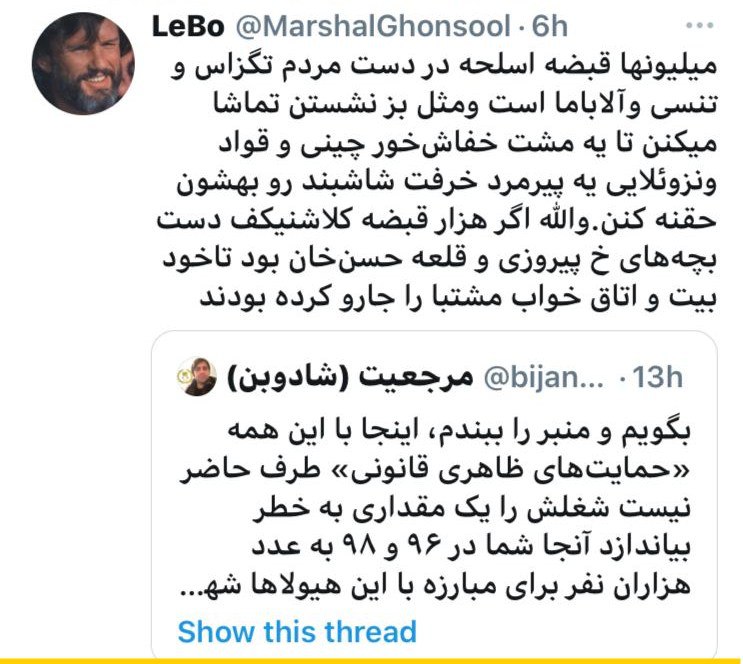 LeBo @MarshalGhonsool · 6h
میلیونها قبضه اسلحه در دست مردم تگزاس و
تنسی وآلاباما است ومثل بز نشستن تماشا
میکنن تا یه مشت خفاش‌خور چینی و قواد
ونزوئلایی یه پیرمرد خرفت شاشبند رو بهشون
حقنه کنن.والله اگر هزار قبضه کلاشنیکف دست
بچه‌های خ پیروزی و قلعه حسن‌خان بود تاخود
بیت و اتاق خواب مشتبا را جارو کرده بودند
مرجعیت (شادوبن) @bijan... · 13h
بگویم و منبر را ببندم، اینجا با این همه
«حمایت‌های ظاهری قانونی» طرف حاضر
نیست شغلش را یک مقداری به خطر
بیاندازد آنجا شما در ۹۶ و ۹۸ به عدد
هزاران نفر برای مبارزه با این هیولاها شهـ...
Show this thread